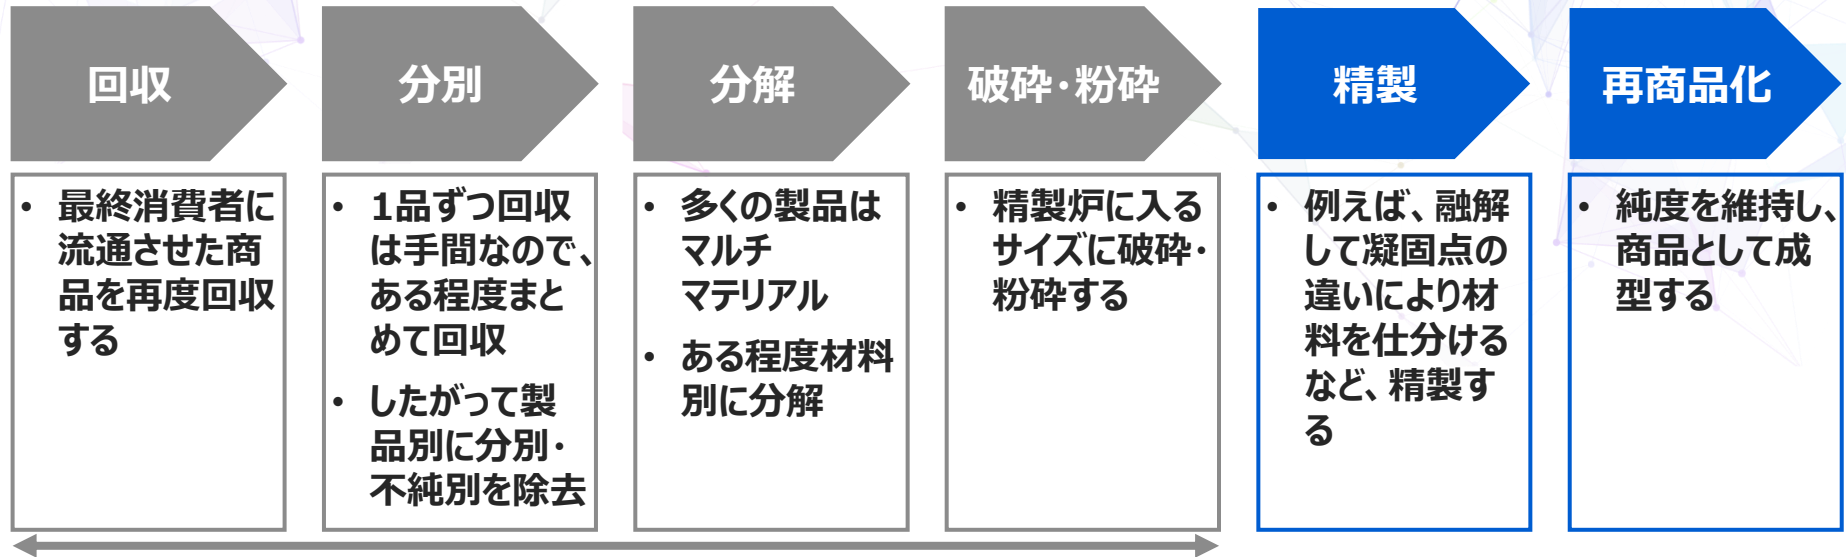 回収
分別
分解
破砕・粉砕
精製
再商品化
• 最終消費者に
流通させた商
品を再度回収
する
• 1品ずつ回収
は手間なので、
ある程度まと
めて回収
• したがって製
品別に分別・
不純別を除去
• 多くの製品は
マルチ
マテリアル
• ある程度材料
別に分解
• 精製炉に入る
サイズに破砕・
粉砕する
• 例えば、融解
して凝固点の
違いにより材
料を仕分ける
など、精製す
る
• 純度を維持し、
商品として成
型する